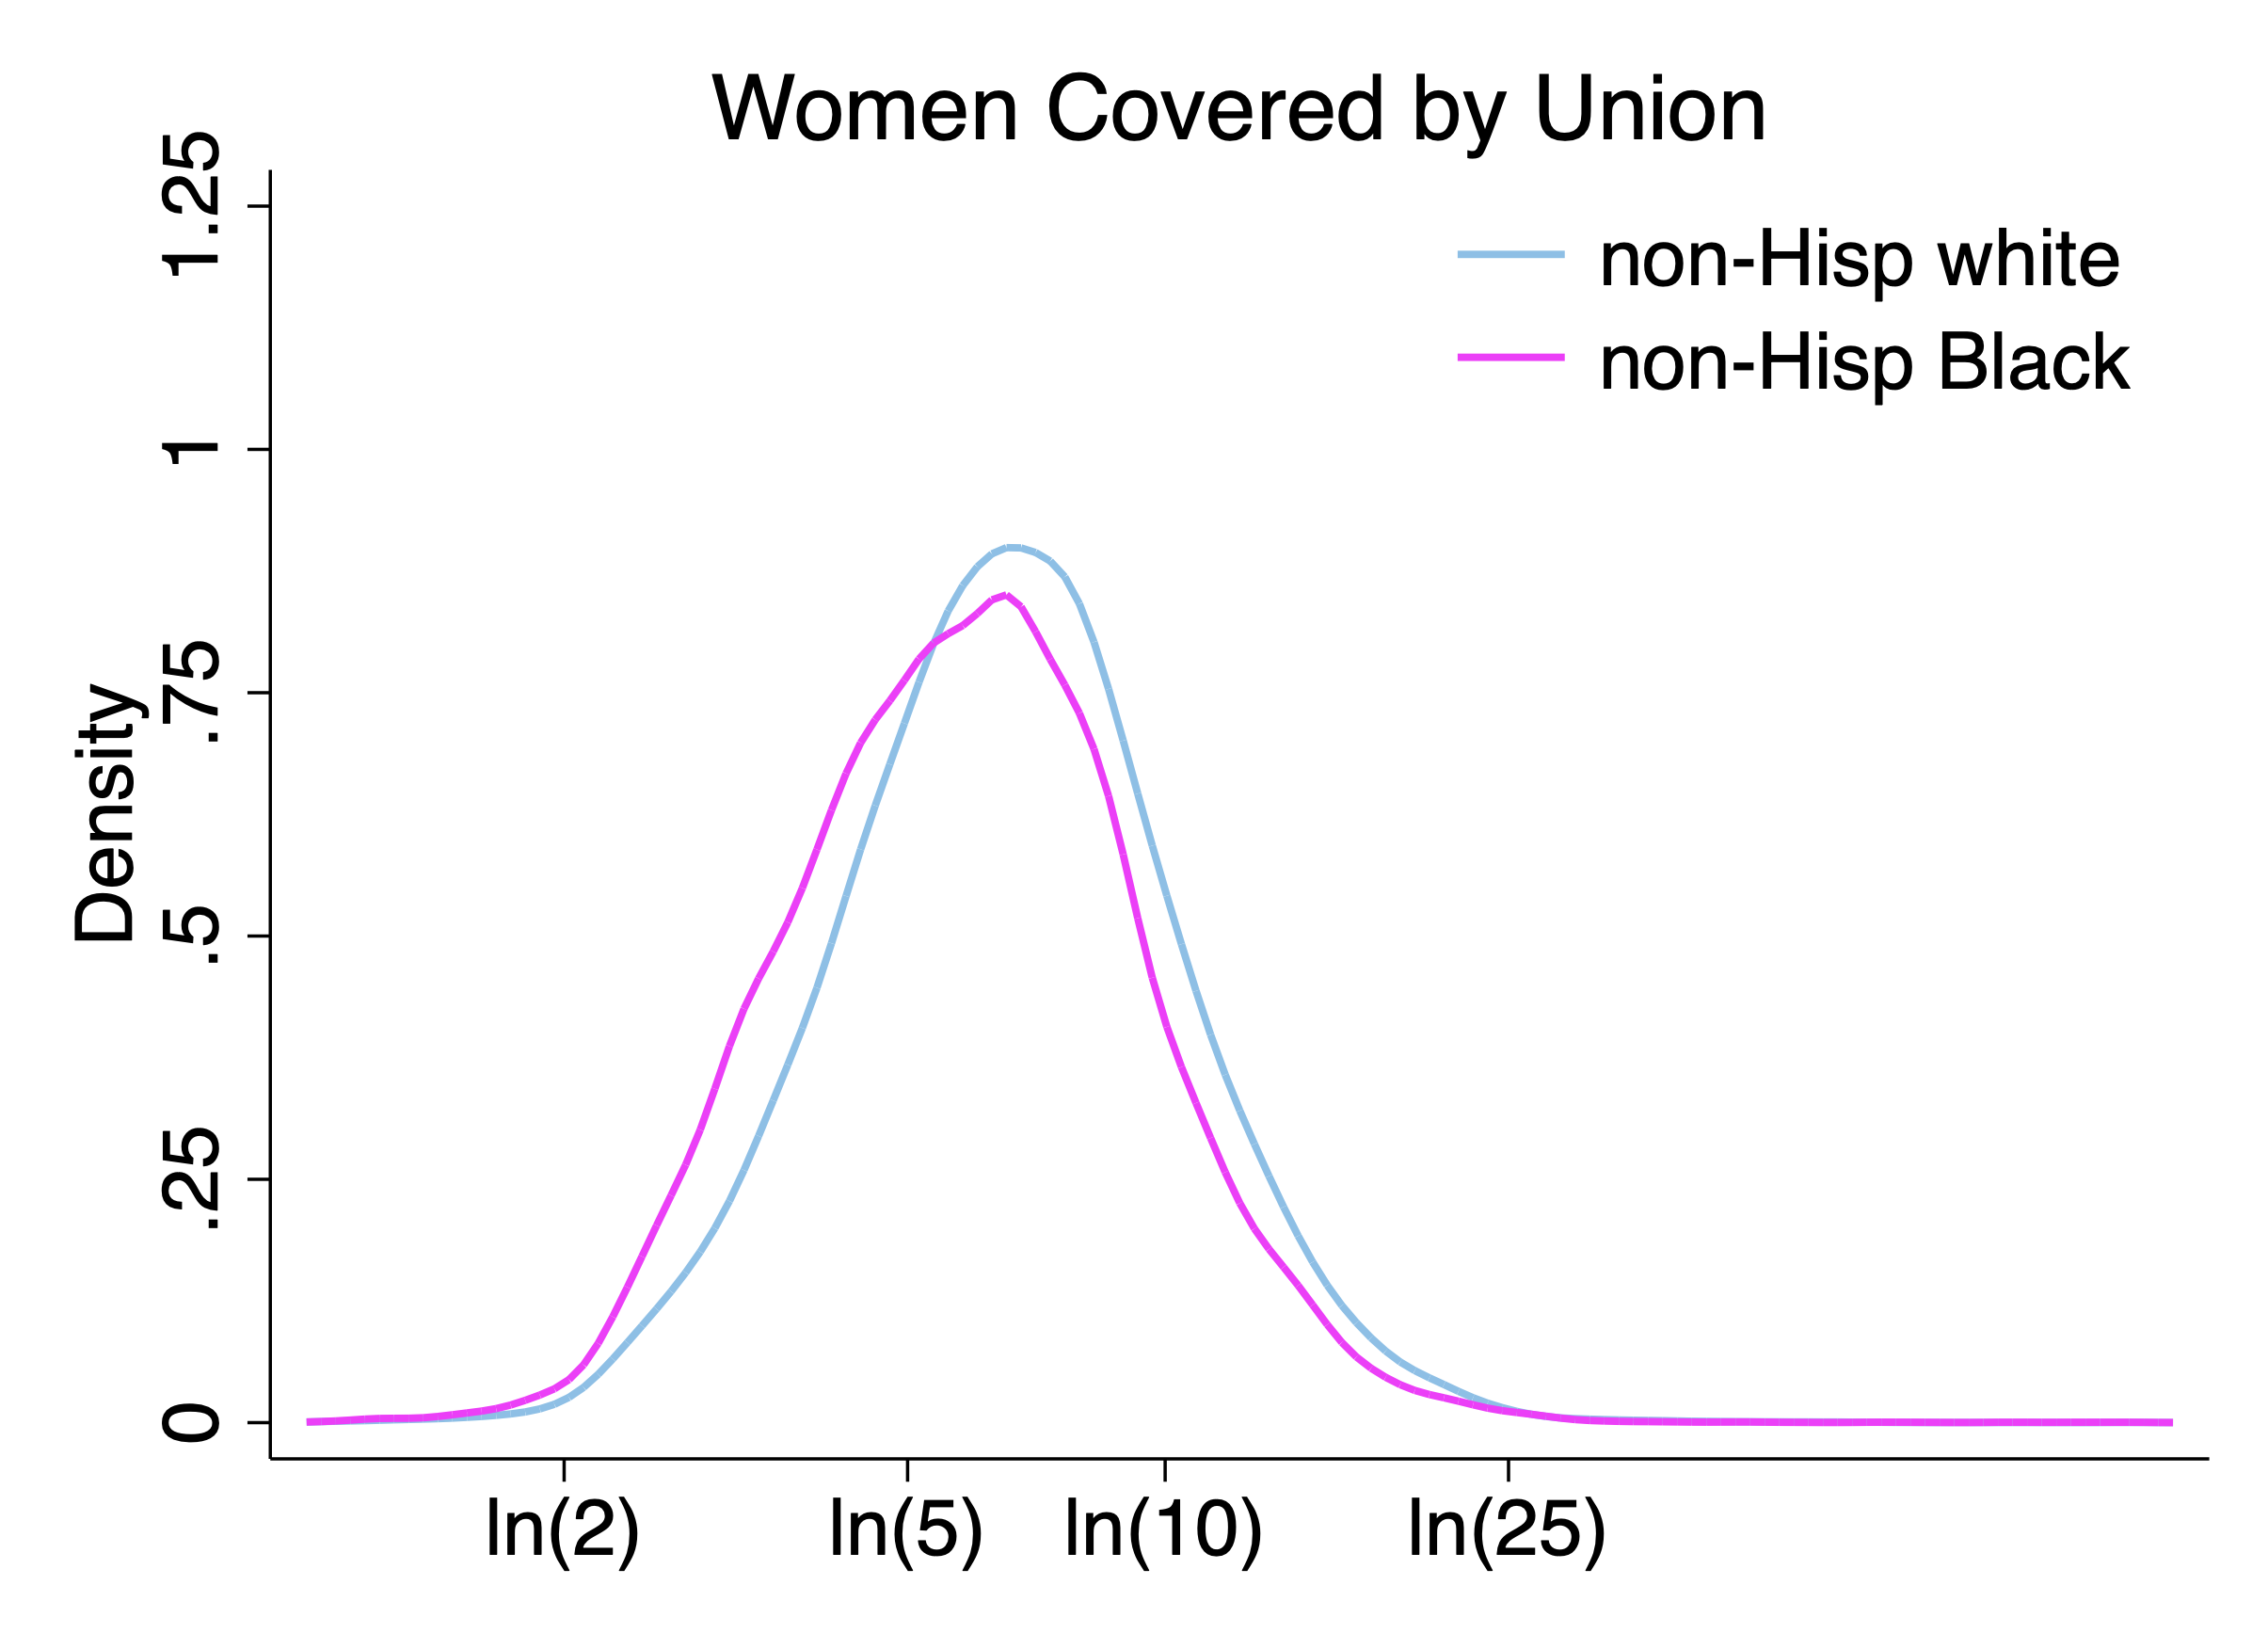 Women Covered by Union
non-Hisp white
non-Hisp Black
Density
1.25
1
.75
.5
.25
0
ln(2) ln(5) ln(10) ln(25)